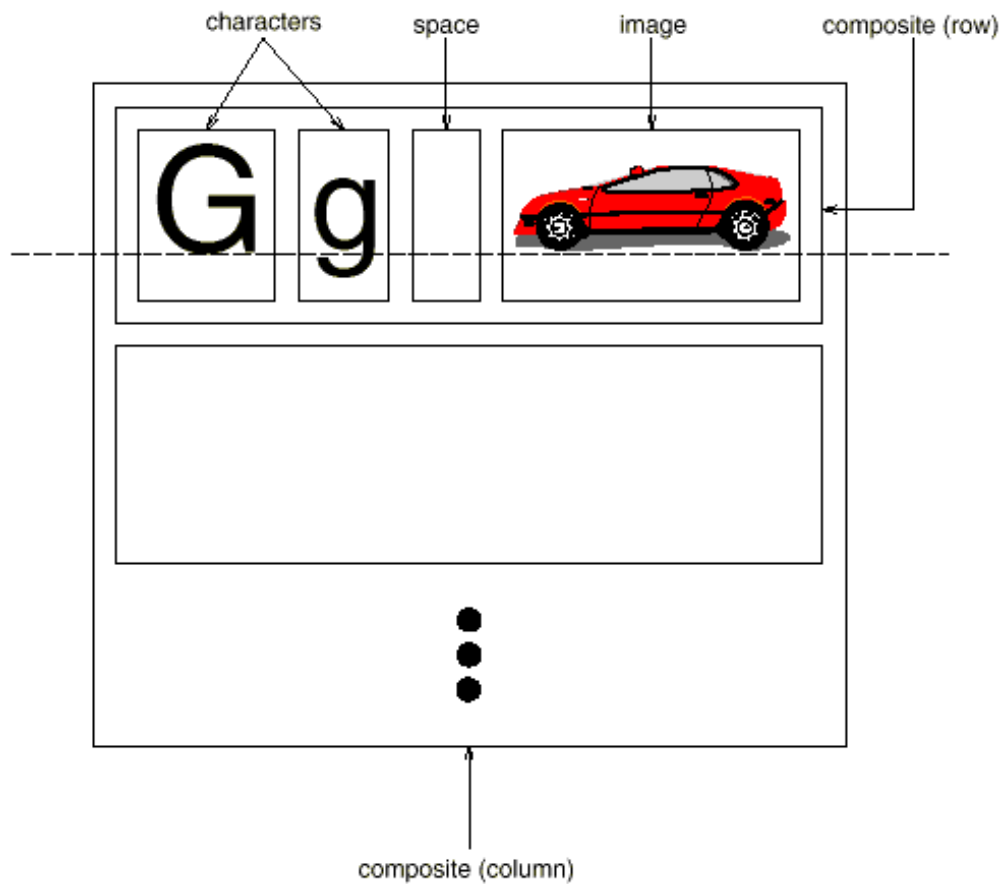 characters space image composite (row)
G g
composite (column)